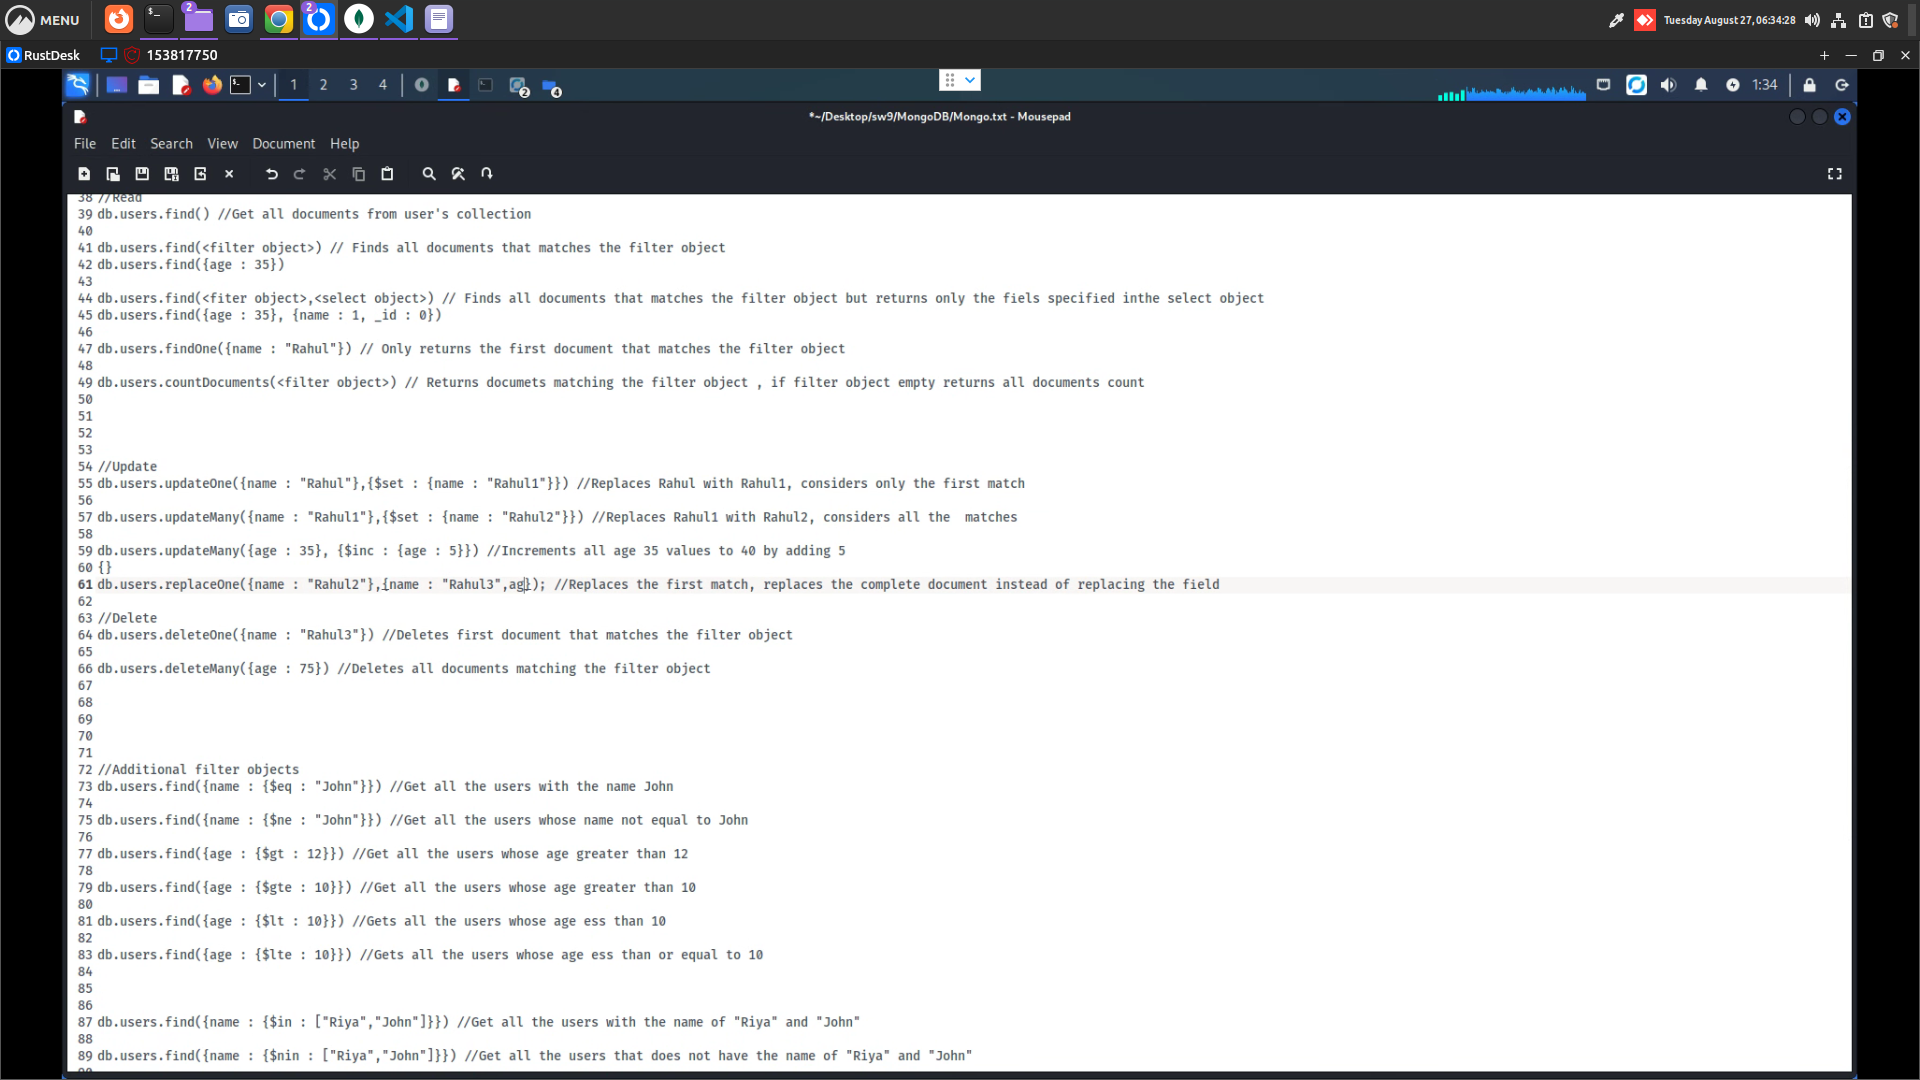 MENU
2
2
Tuesday August 27, 06:34:28
RustDesk
153817750
1
2
3
4
2
4
1:34
*~/Desktop/sw9/MongoDB/Mongo.txt - Mousepad
File Edit Search View Document Help
38 //Read
39 db.users.find() //Get all documents from user's collection
40
41 db.users.find(<filter object>) // Finds all documents that matches the filter object
42 db.users.find({age : 35})
43
44 db.users.find(<fiter object>,<select object>) // Finds all documents that matches the filter object but returns only the fiels specified inthe select object
45 db.users.find({age : 35}, {name : 1, _id : 0})
46
47 db.users.findOne({name : "Rahul"}) // Only returns the first document that matches the filter object
48
49 db.users.countDocuments(<filter object>) // Returns documets matching the filter object , if filter object empty returns all documents count
50
51
52
53
54 //Update
55 db.users.updateOne({name : "Rahul"},{$set : {name : "Rahul1"}}) //Replaces Rahul with Rahul1, considers only the first match
56
57 db.users.updateMany({name : "Rahul1"},{$set : {name : "Rahul2"}}) //Replaces Rahul1 with Rahul2, considers all the  matches
58
59 db.users.updateMany({age : 35}, {$inc : {age : 5}}) //Increments all age 35 values to 40 by adding 5
60 {}
61 db.users.replaceOne({name : "Rahul2"},{name : "Rahul3",ag}); //Replaces the first match, replaces the complete document instead of replacing the field
62
63 //Delete
64 db.users.deleteOne({name : "Rahul3"}) //Deletes first document that matches the filter object
65
66 db.users.deleteMany({age : 75}) //Deletes all documents matching the filter object
67
68
69
70
71
72 //Additional filter objects
73 db.users.find({name : {$eq : "John"}}) //Get all the users with the name John
74
75 db.users.find({name : {$ne : "John"}}) //Get all the users whose name not equal to John
76
77 db.users.find({age : {$gt : 12}}) //Get all the users whose age greater than 12
78
79 db.users.find({age : {$gte : 10}}) //Get all the users whose age greater than 10
80
81 db.users.find({age : {$lt : 10}}) //Gets all the users whose age ess than 10
82
83 db.users.find({age : {$lte : 10}}) //Gets all the users whose age ess than or equal to 10
84
85
86
87 db.users.find({name : {$in : ["Riya","John"]}}) //Get all the users with the name of "Riya" and "John"
88
89 db.users.find({name : {$nin : ["Riya","John"]}}) //Get all the users that does not have the name of "Riya" and "John"
90